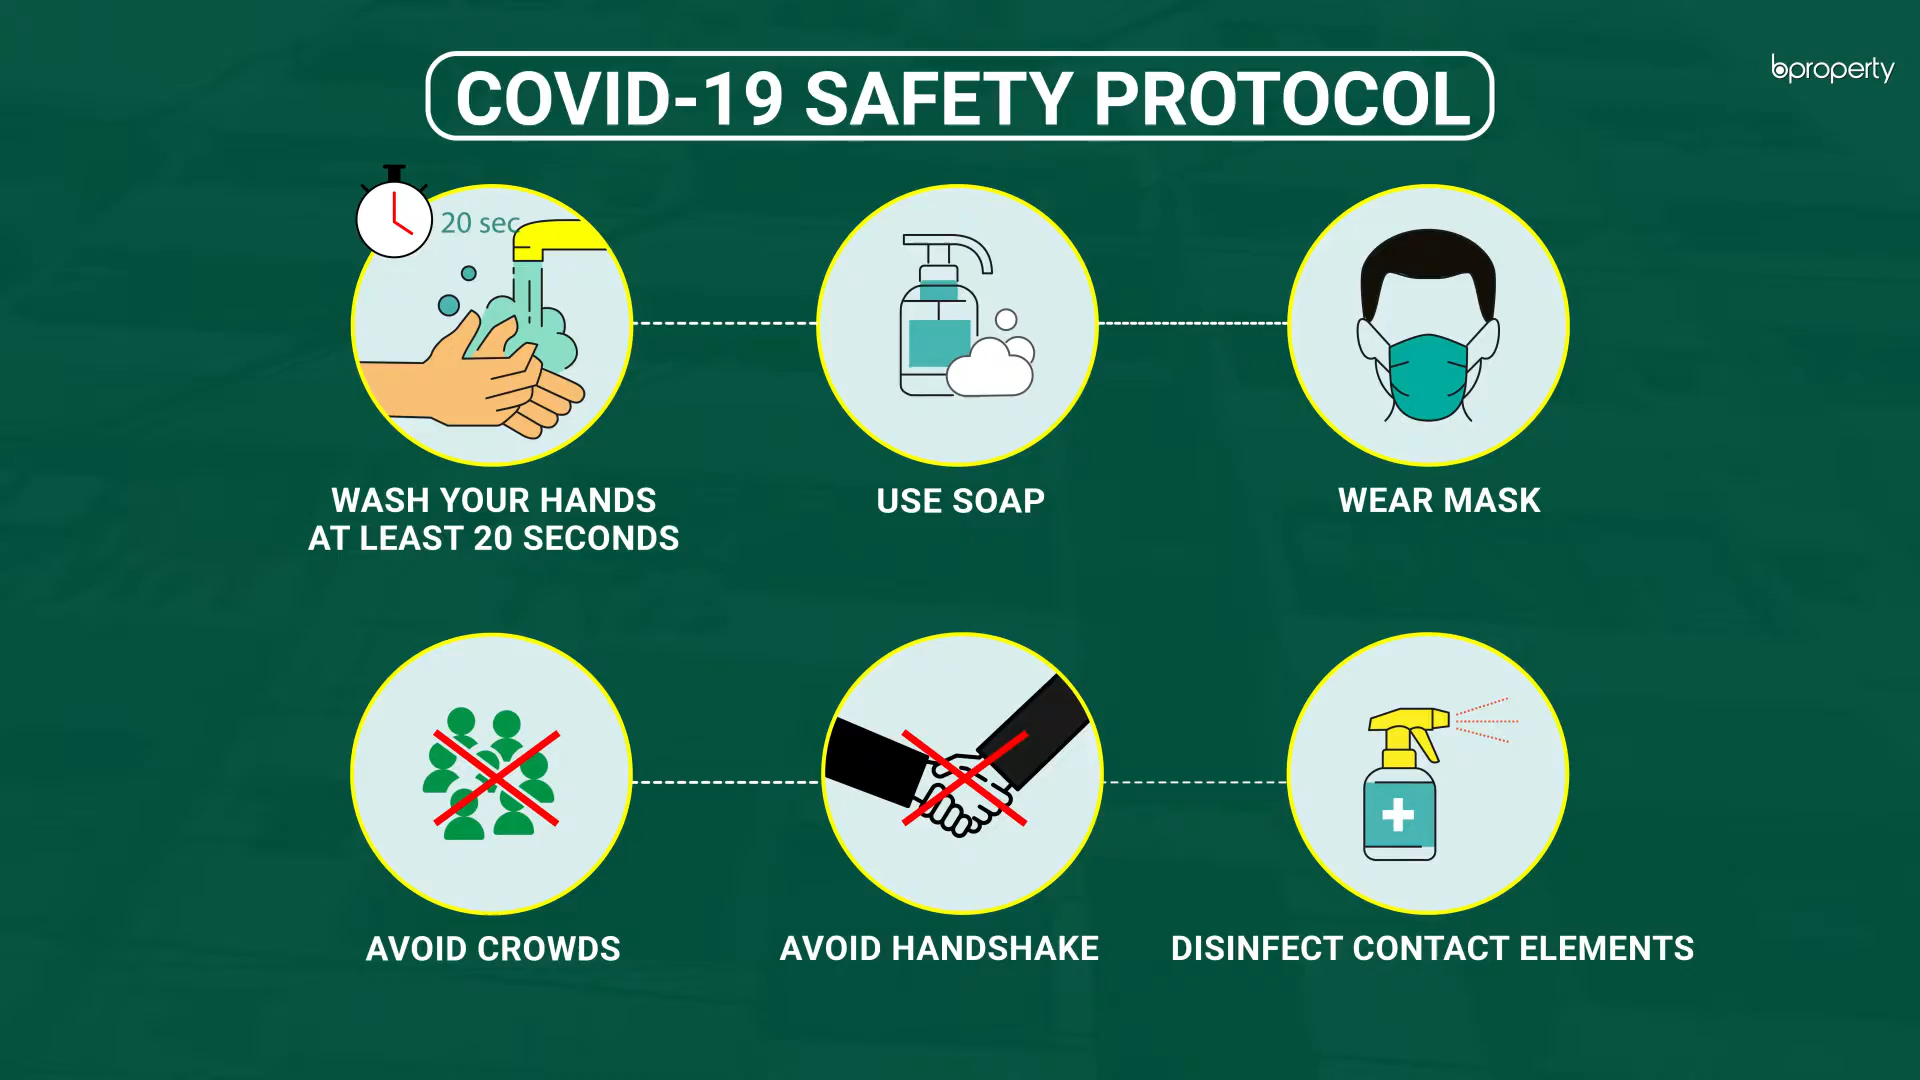 COVID-19 SAFETY PROTOCOL
bproperty
20 sec
WASH YOUR HANDS
AT LEAST 20 SECONDS
USE SOAP
WEAR MASK
AVOID CROWDS
AVOID HANDSHAKE
DISINFECT CONTACT ELEMENTS